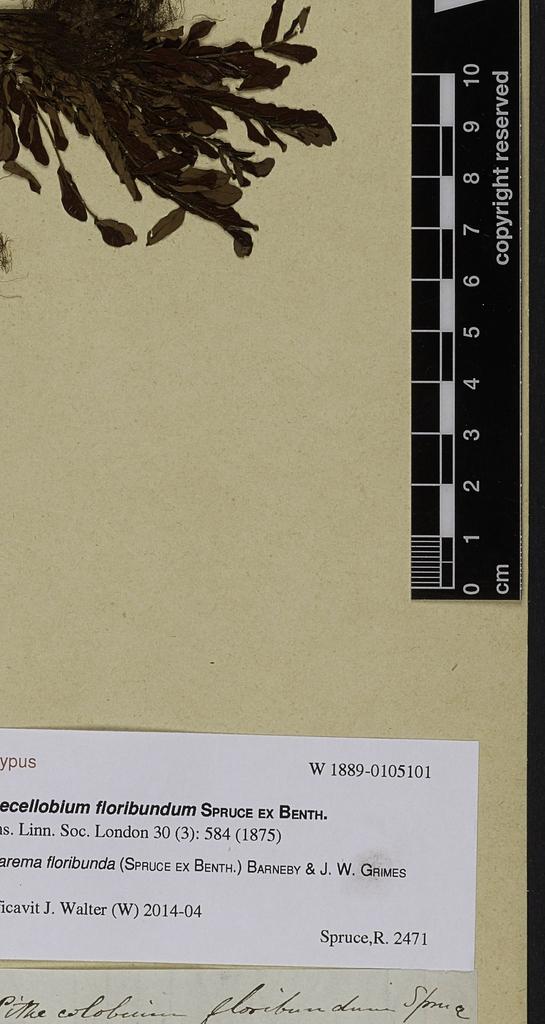 10
9
8
7
6
5
4
3
2
1
0
cm
copyright reserved
ypus
W 1889-0105101
ecellobium floribundum SPRUCE EX BENTH.
ns. Linn. Soc. London 30 (3): 584 (1875)
arema floribunda (SPRUCE EX BENTH.) BARNEBY & J. W. GRIMES
ficavit J. Walter (W) 2014-04
Spruce,R. 2471
Pithecolobium floribundum Spruce